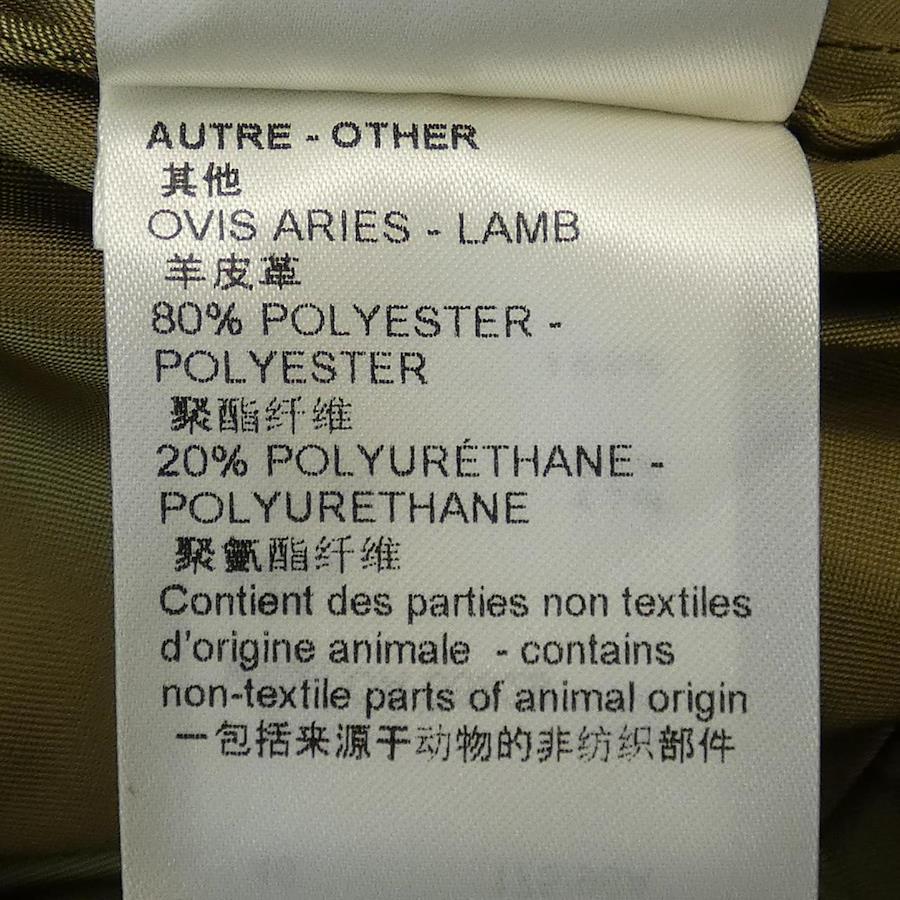 AUTRE - OTHER
其他
OVIS ARIES - LAMB
羊皮革
80% POLYESTER -
POLYESTER
聚酯纤维
20% POLYURÉTHANE -
POLYURETHANE
聚氨酯纤维
Contient des parties non textiles
d'origine animale - contains
non-textile parts of animal origin
一包括来源于动物的非纺织部件